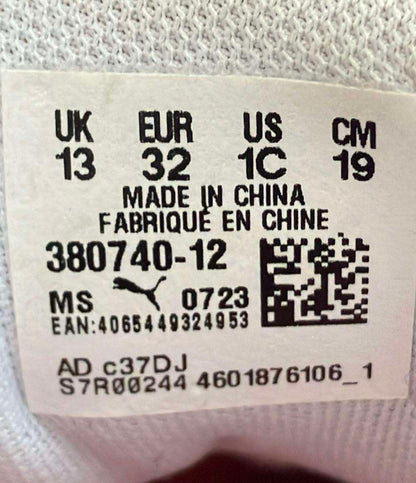 UK EUR US CM
13 32 1C 19
MADE IN CHINA
FABRIQUÉ EN CHINE
380740-12
MS 0723
EAN:4065449324953
AD c37DJ
S7R00244 4601876106_1